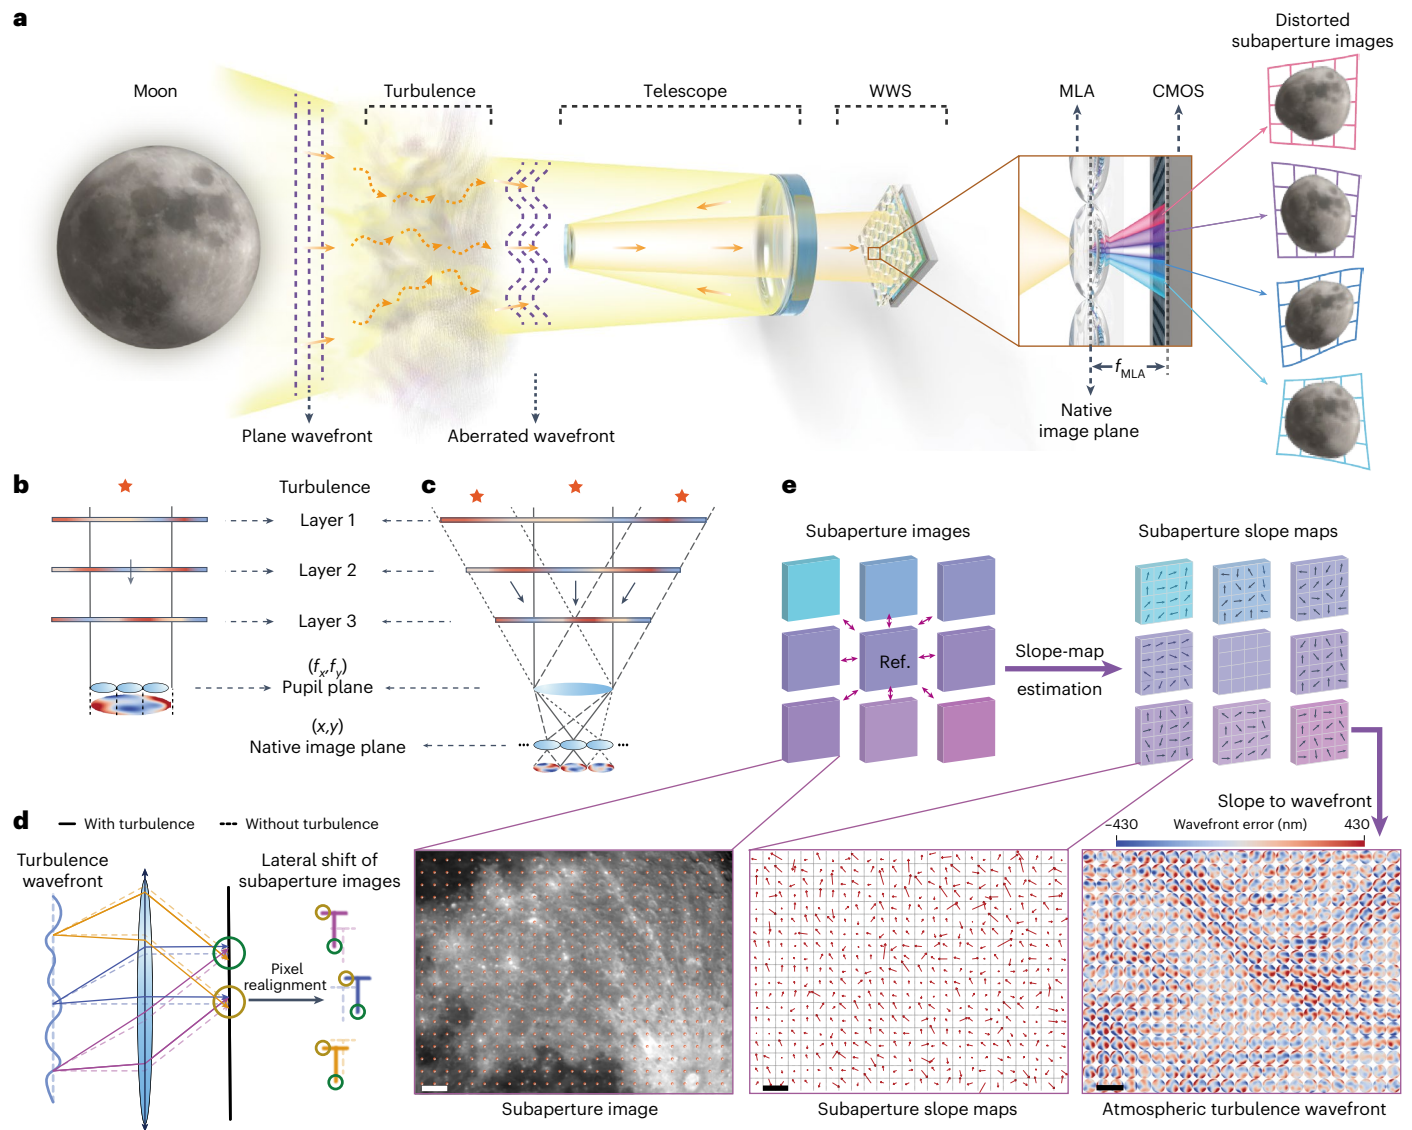 a
Distorted
subaperture images
Moon
Turbulence
Telescope
WWS
MLA
CMOS
fMLA
Plane wavefront
Aberrated wavefront
Native
image plane
b
Turbulence
c
e
Layer 1
Layer 2
Layer 3
(fx,fy)
Pupil plane
(x,y)
Native image plane
Subaperture images
Subaperture slope maps
Ref.
Slope-map
estimation
Slope to wavefront
d
With turbulence
Without turbulence
Turbulence
wavefront
Lateral shift of
subaperture images
Pixel
realignment
–430
Wavefront error (nm)
430
Subaperture image
Subaperture slope maps
Atmospheric turbulence wavefront